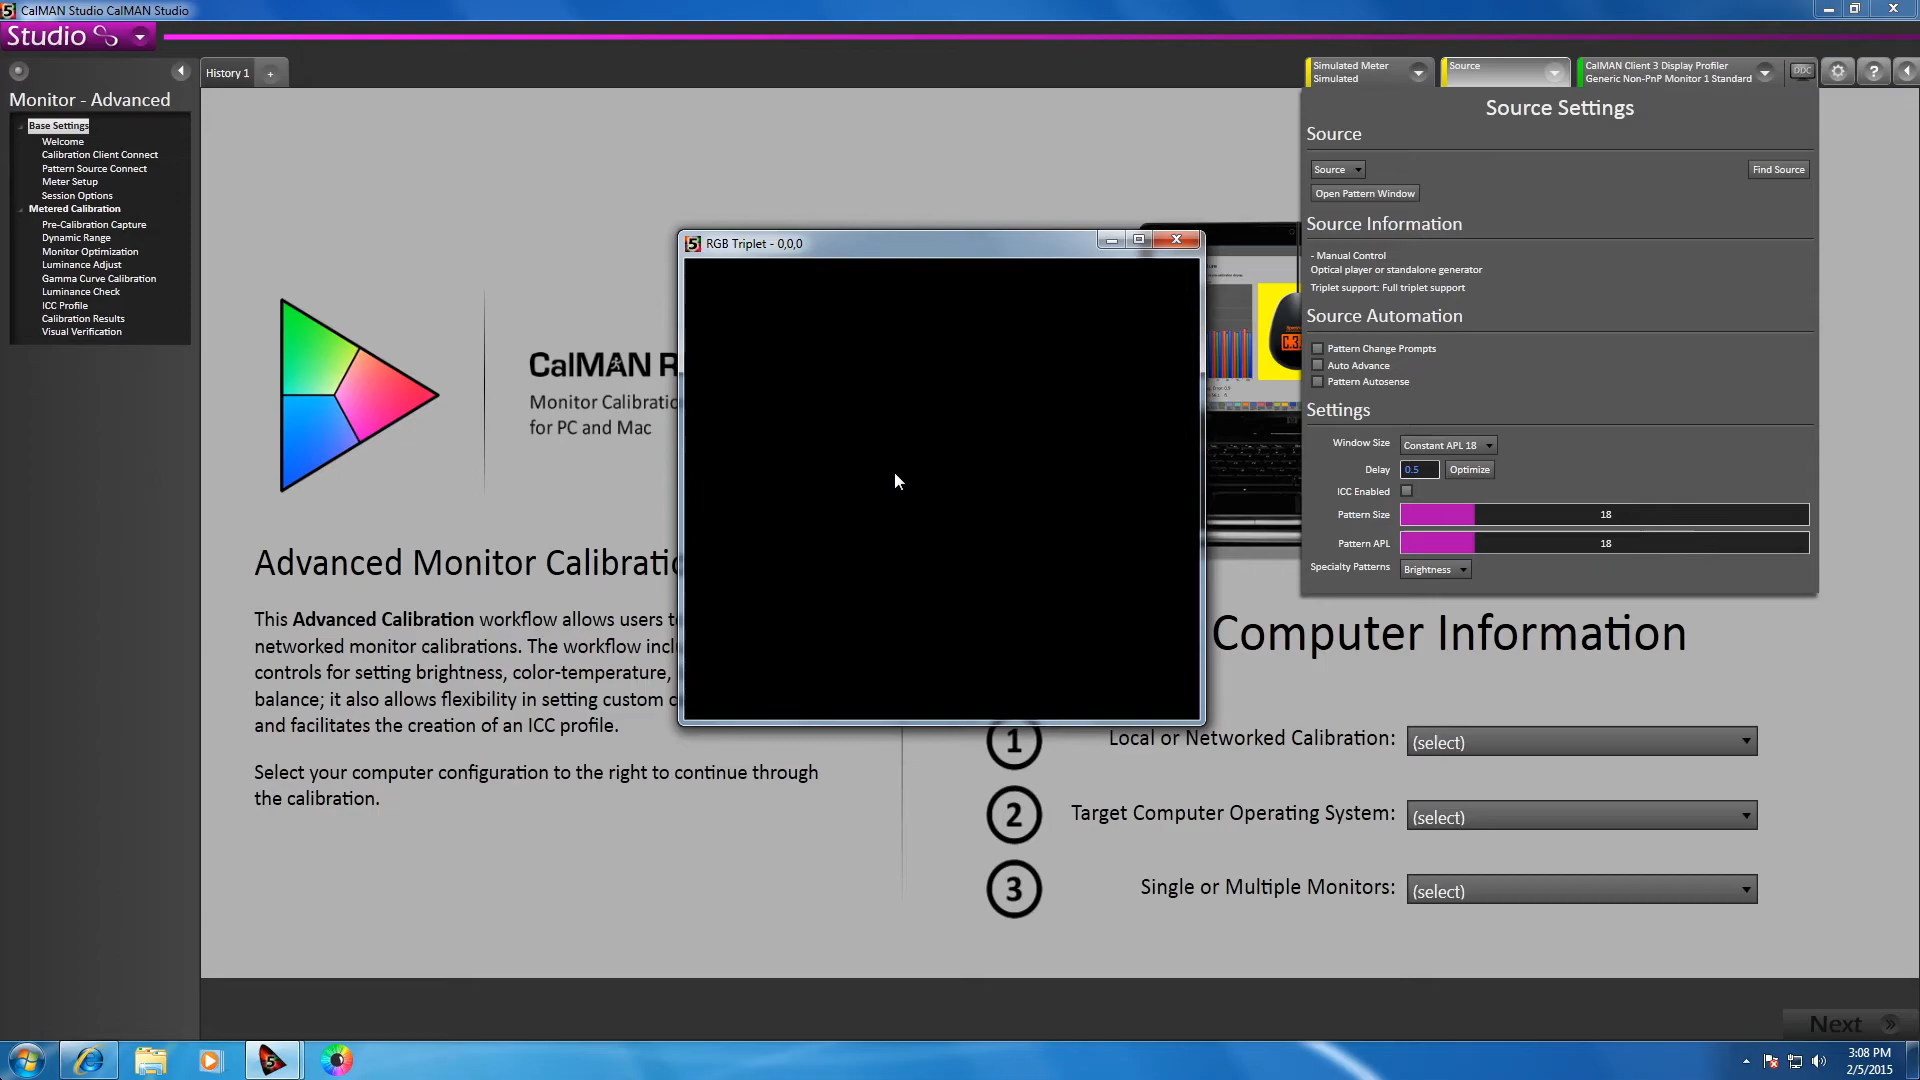 CalMAN Studio CalMAN Studio
Studio
History 1
+
Simulated Meter
Simulated
Source
CalMAN Client 3 Display Profiler
Generic Non-PnP Monitor 1 Standard
DDC
?
Monitor - Advanced
Base Settings
Welcome
Calibration Client Connect
Pattern Source Connect
Meter Setup
Session Options
Metered Calibration
Pre-Calibration Capture
Dynamic Range
Monitor Optimization
Luminance Adjust
Gamma Curve Calibration
Luminance Check
ICC Profile
Calibration Results
Visual Verification
CalMAN R
Monitor Calibratio
for PC and Mac
Advanced Monitor Calibratio
This Advanced Calibration workflow allows users t
networked monitor calibrations. The workflow incl
controls for setting brightness, color-temperature,
balance; it also allows flexibility in setting custom c
and facilitates the creation of an ICC profile.
Select your computer configuration to the right to continue through
the calibration.
RGB Triplet - 0,0,0
Source Settings
Source
Source
Find Source
Open Pattern Window
Source Information
- Manual Control
Optical player or standalone generator
Triplet support: Full triplet support
Source Automation
Pattern Change Prompts
Auto Advance
Pattern Autosense
Settings
Window Size
Constant APL 18
Delay
0.5
Optimize
ICC Enabled
Pattern Size
18
Pattern APL
18
Specialty Patterns
Brightness
Computer Information
1
Local or Networked Calibration:
(select)
2
Target Computer Operating System:
(select)
3
Single or Multiple Monitors:
(select)
Next
3:08 PM
2/5/2015